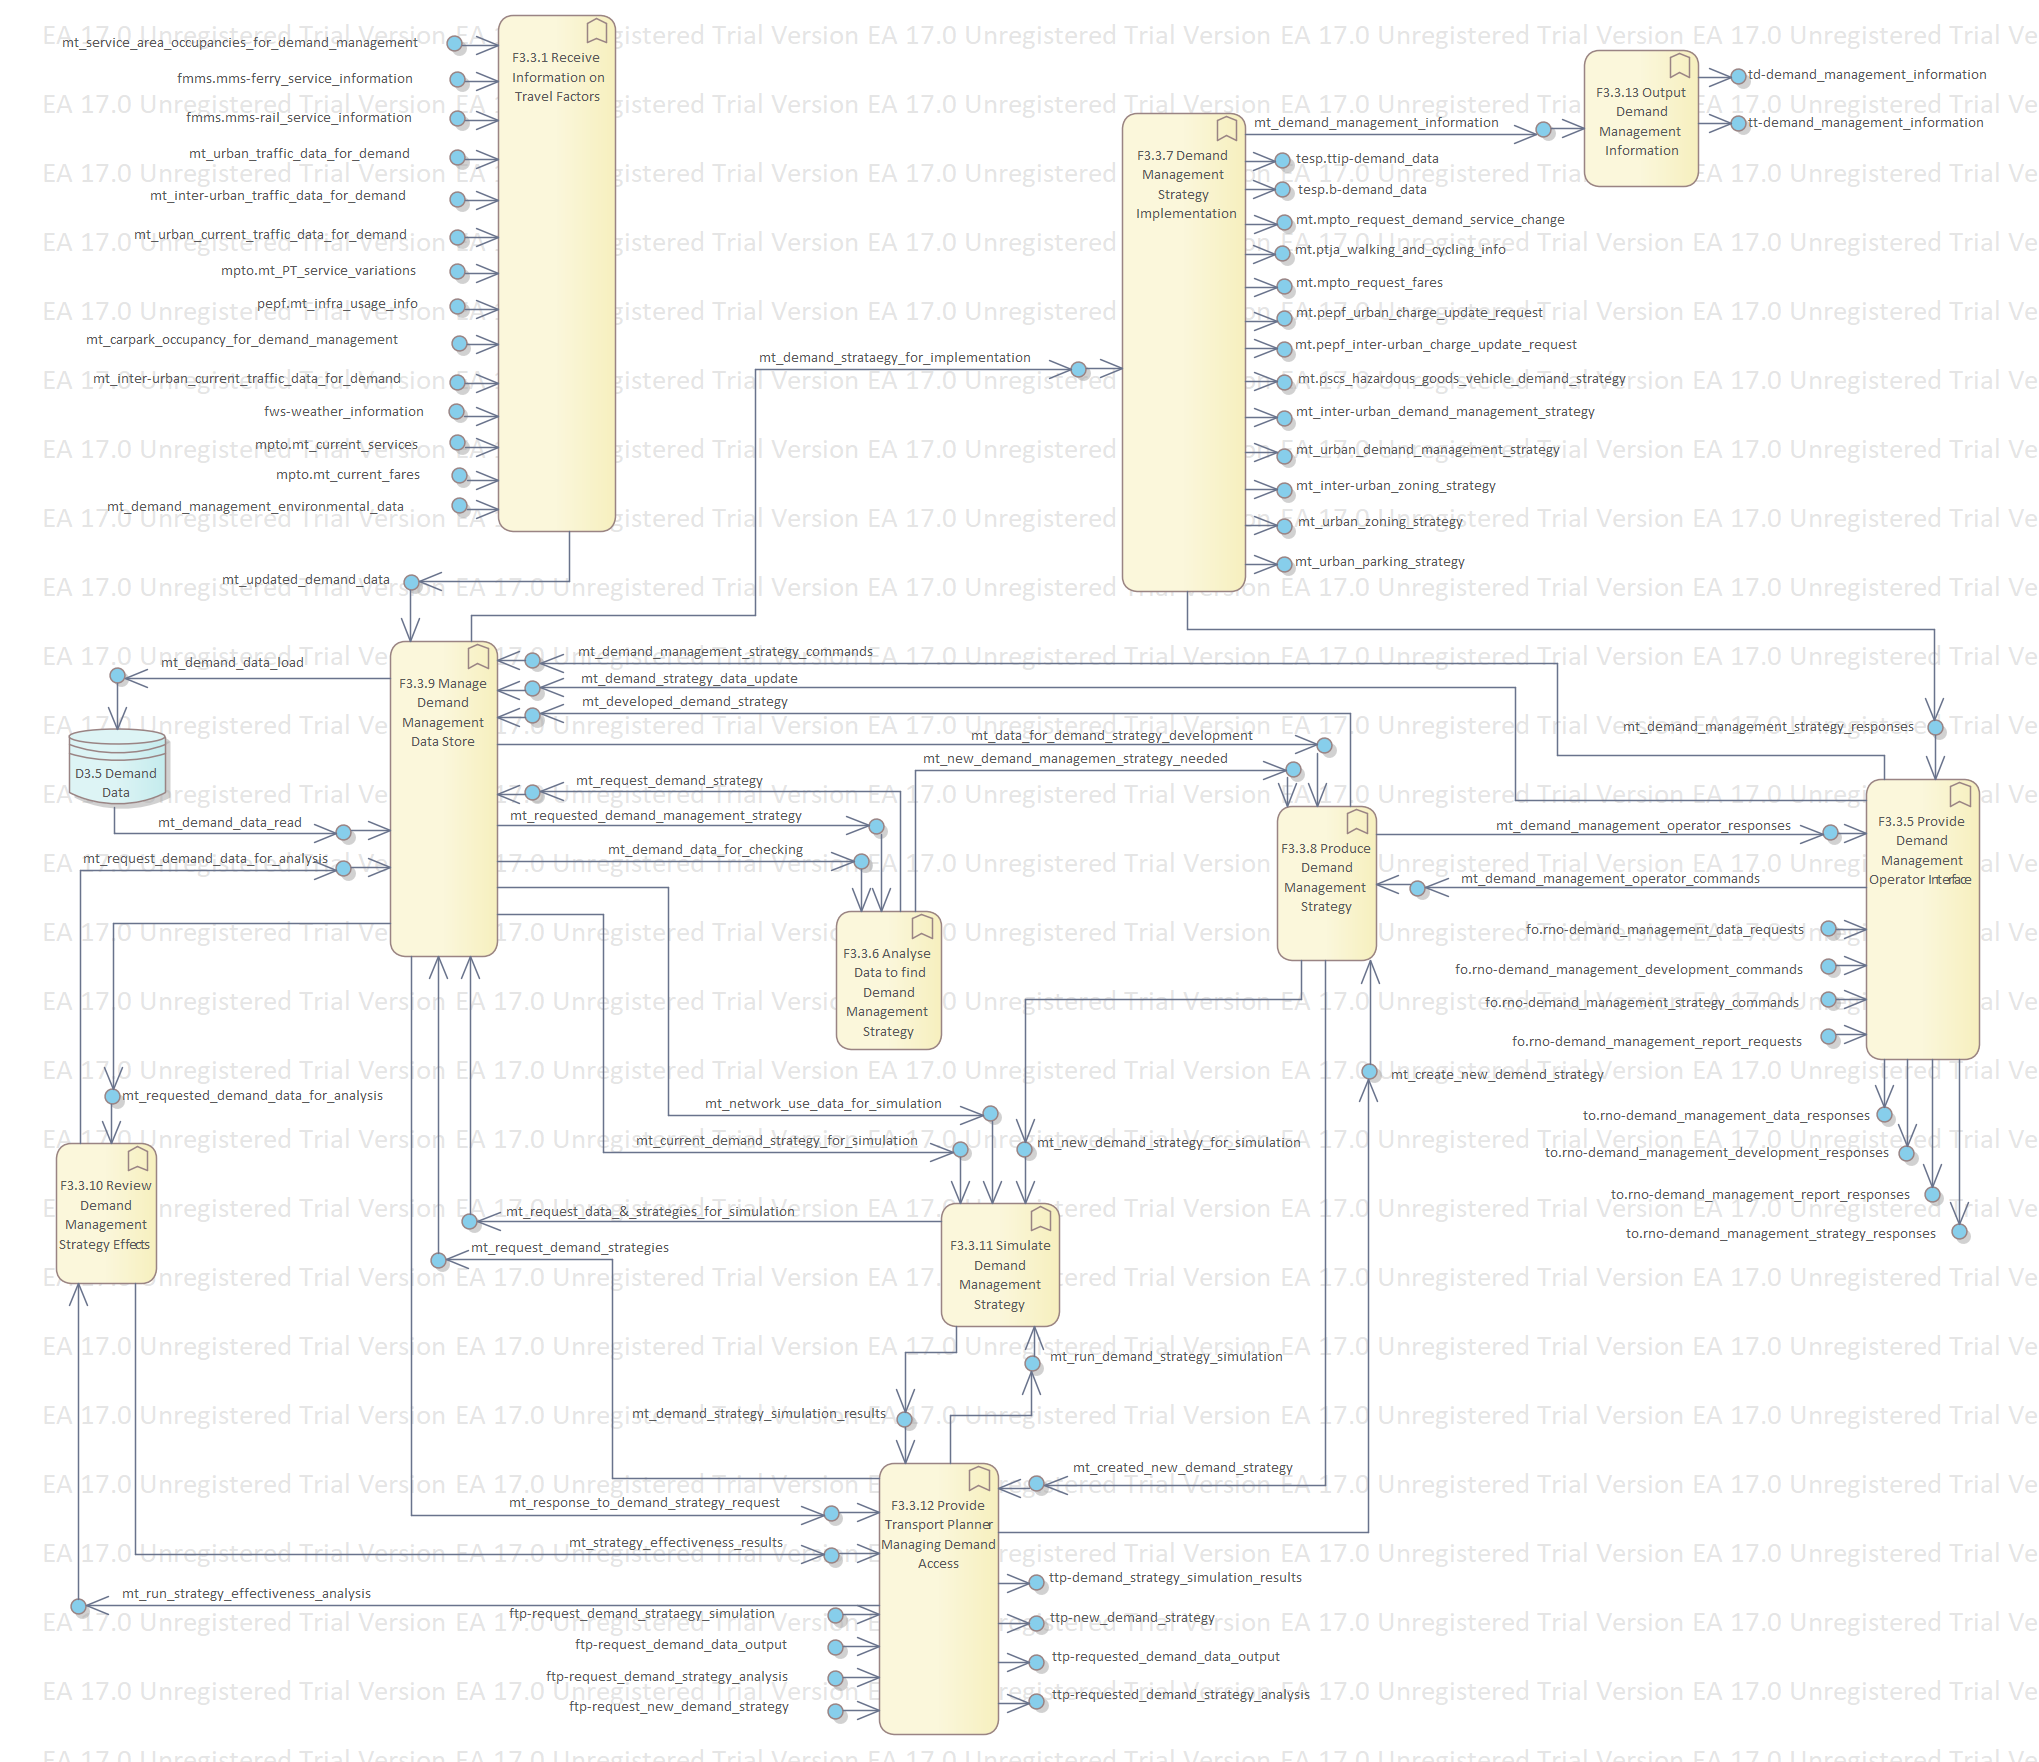 mt_service_area_occupancies_for_demand_management
fmms.mms-ferry_service_information
fmms.mms-rail_service_information
mt_urban_traffic_data_for_demand
mt_inter-urban_traffic_data_for_demand
mt_urban_current_traffic_data_for_demand
mpto.mt_PT_service_variations
pepf.mt_infra_usage_info
mt_carpark_occupancy_for_demand_management
mt_inter-urban_current_traffic_data_for_demand
fws-weather_information
mpto.mt_current_services
mpto.mt_current_fares
mt_demand_management_environmental_data
F3.3.1 Receive
Information on
Travel Factors
mt_demand_management_information
F3.3.13 Output
Demand
Management
Information
td-demand_management_information
tt-demand_management_information
F3.3.7 Demand
Management
Strategy
Implementation
tesp.ttip-demand_data
tesp.b-demand_data
mt.mpto_request_demand_service_change
mt.ptja_walking_and_cycling_info
mt.mpto_request_fares
mt.pepf_urban_charge_update_request
mt.pepf_inter-urban_charge_update_request
mt.pscs_hazardous_goods_vehicle_demand_strategy
mt_inter-urban_demand_management_strategy
mt_urban_demand_management_strategy
mt_inter-urban_zoning_strategy
mt_urban_zoning_strategy
mt_urban_parking_strategy
mt_demand_strataegy_for_implementation
mt_updated_demand_data
mt_demand_data_load
D3.5 Demand
Data
mt_demand_data_read
mt_request_demand_data_for_analysis
F3.3.9 Manage
Demand
Management
Data Store
mt_demand_management_strategy_commands
mt_demand_strategy_data_update
mt_developed_demand_strategy
mt_data_for_demand_strategy_development
mt_new_demand_managemen_strategy_needed
mt_request_demand_strategy
mt_requested_demand_management_strategy
mt_demand_data_for_checking
F3.3.6 Analyse
Data to find
Demand
Management
Strategy
F3.3.8 Produce
Demand
Management
Strategy
mt_demand_management_strategy_responses
mt_demand_management_operator_responses
mt_demand_management_operator_commands
F3.3.5 Provide
Demand
Management
Operator Interface
fo.rno-demand_management_data_requests
fo.rno-demand_management_development_commands
fo.rno-demand_management_strategy_commands
fo.rno-demand_management_report_requests
mt_create_new_demend_strategy
to.rno-demand_management_data_responses
to.rno-demand_management_development_responses
to.rno-demand_management_report_responses
to.rno-demand_management_strategy_responses
mt_requested_demand_data_for_analysis
F3.3.10 Review
Demand
Management
Strategy Effects
mt_network_use_data_for_simulation
mt_current_demand_strategy_for_simulation
mt_new_demand_strategy_for_simulation
mt_request_data_&_strategies_for_simulation
mt_request_demand_strategies
F3.3.11 Simulate
Demand
Management
Strategy
mt_run_demand_strategy_simulation
mt_demand_strategy_simulation_results
mt_created_new_demand_strategy
mt_response_to_demand_strategy_request
mt_strategy_effectiveness_results
mt_run_strategy_effectiveness_analysis
F3.3.12 Provide
Transport Planner
Managing Demand
Access
ftp-request_demand_strataegy_simulation
ftp-request_demand_data_output
ftp-request_demand_strategy_analysis
ftp-request_new_demand_strategy
ttp-demand_strategy_simulation_results
ttp-new_demand_strategy
ttp-requested_demand_data_output
ttp-requested_demand_strategy_analysis